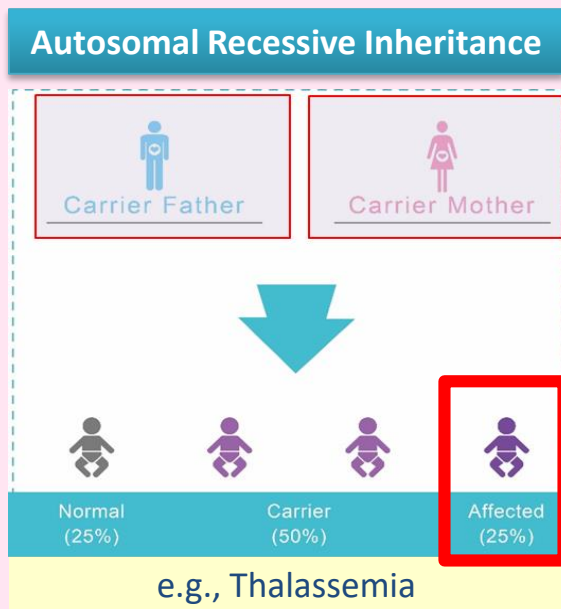 Autosomal Recessive Inheritance
Carrier Father
Carrier Mother
Normal
(25%)
Carrier
(50%)
Affected
(25%)
e.g., Thalassemia